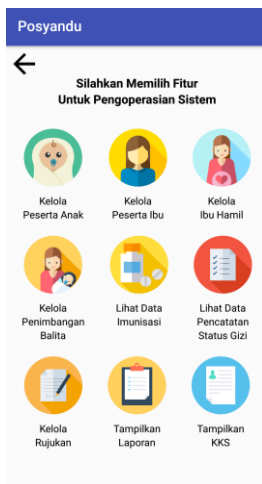 Posyandu
Silahkan Memilih Fitur
Untuk Pengoperasian Sistem
Kelola
Peserta Anak
Kelola
Peserta Ibu
Kelola
Ibu Hamil
Kelola
Penimbangan
Balita
Lihat Data
Imunisasi
Lihat Data
Pencatatan
Status Gizi
Kelola
Rujukan
Tampilkan
Laporan
Tampilkan
KKS